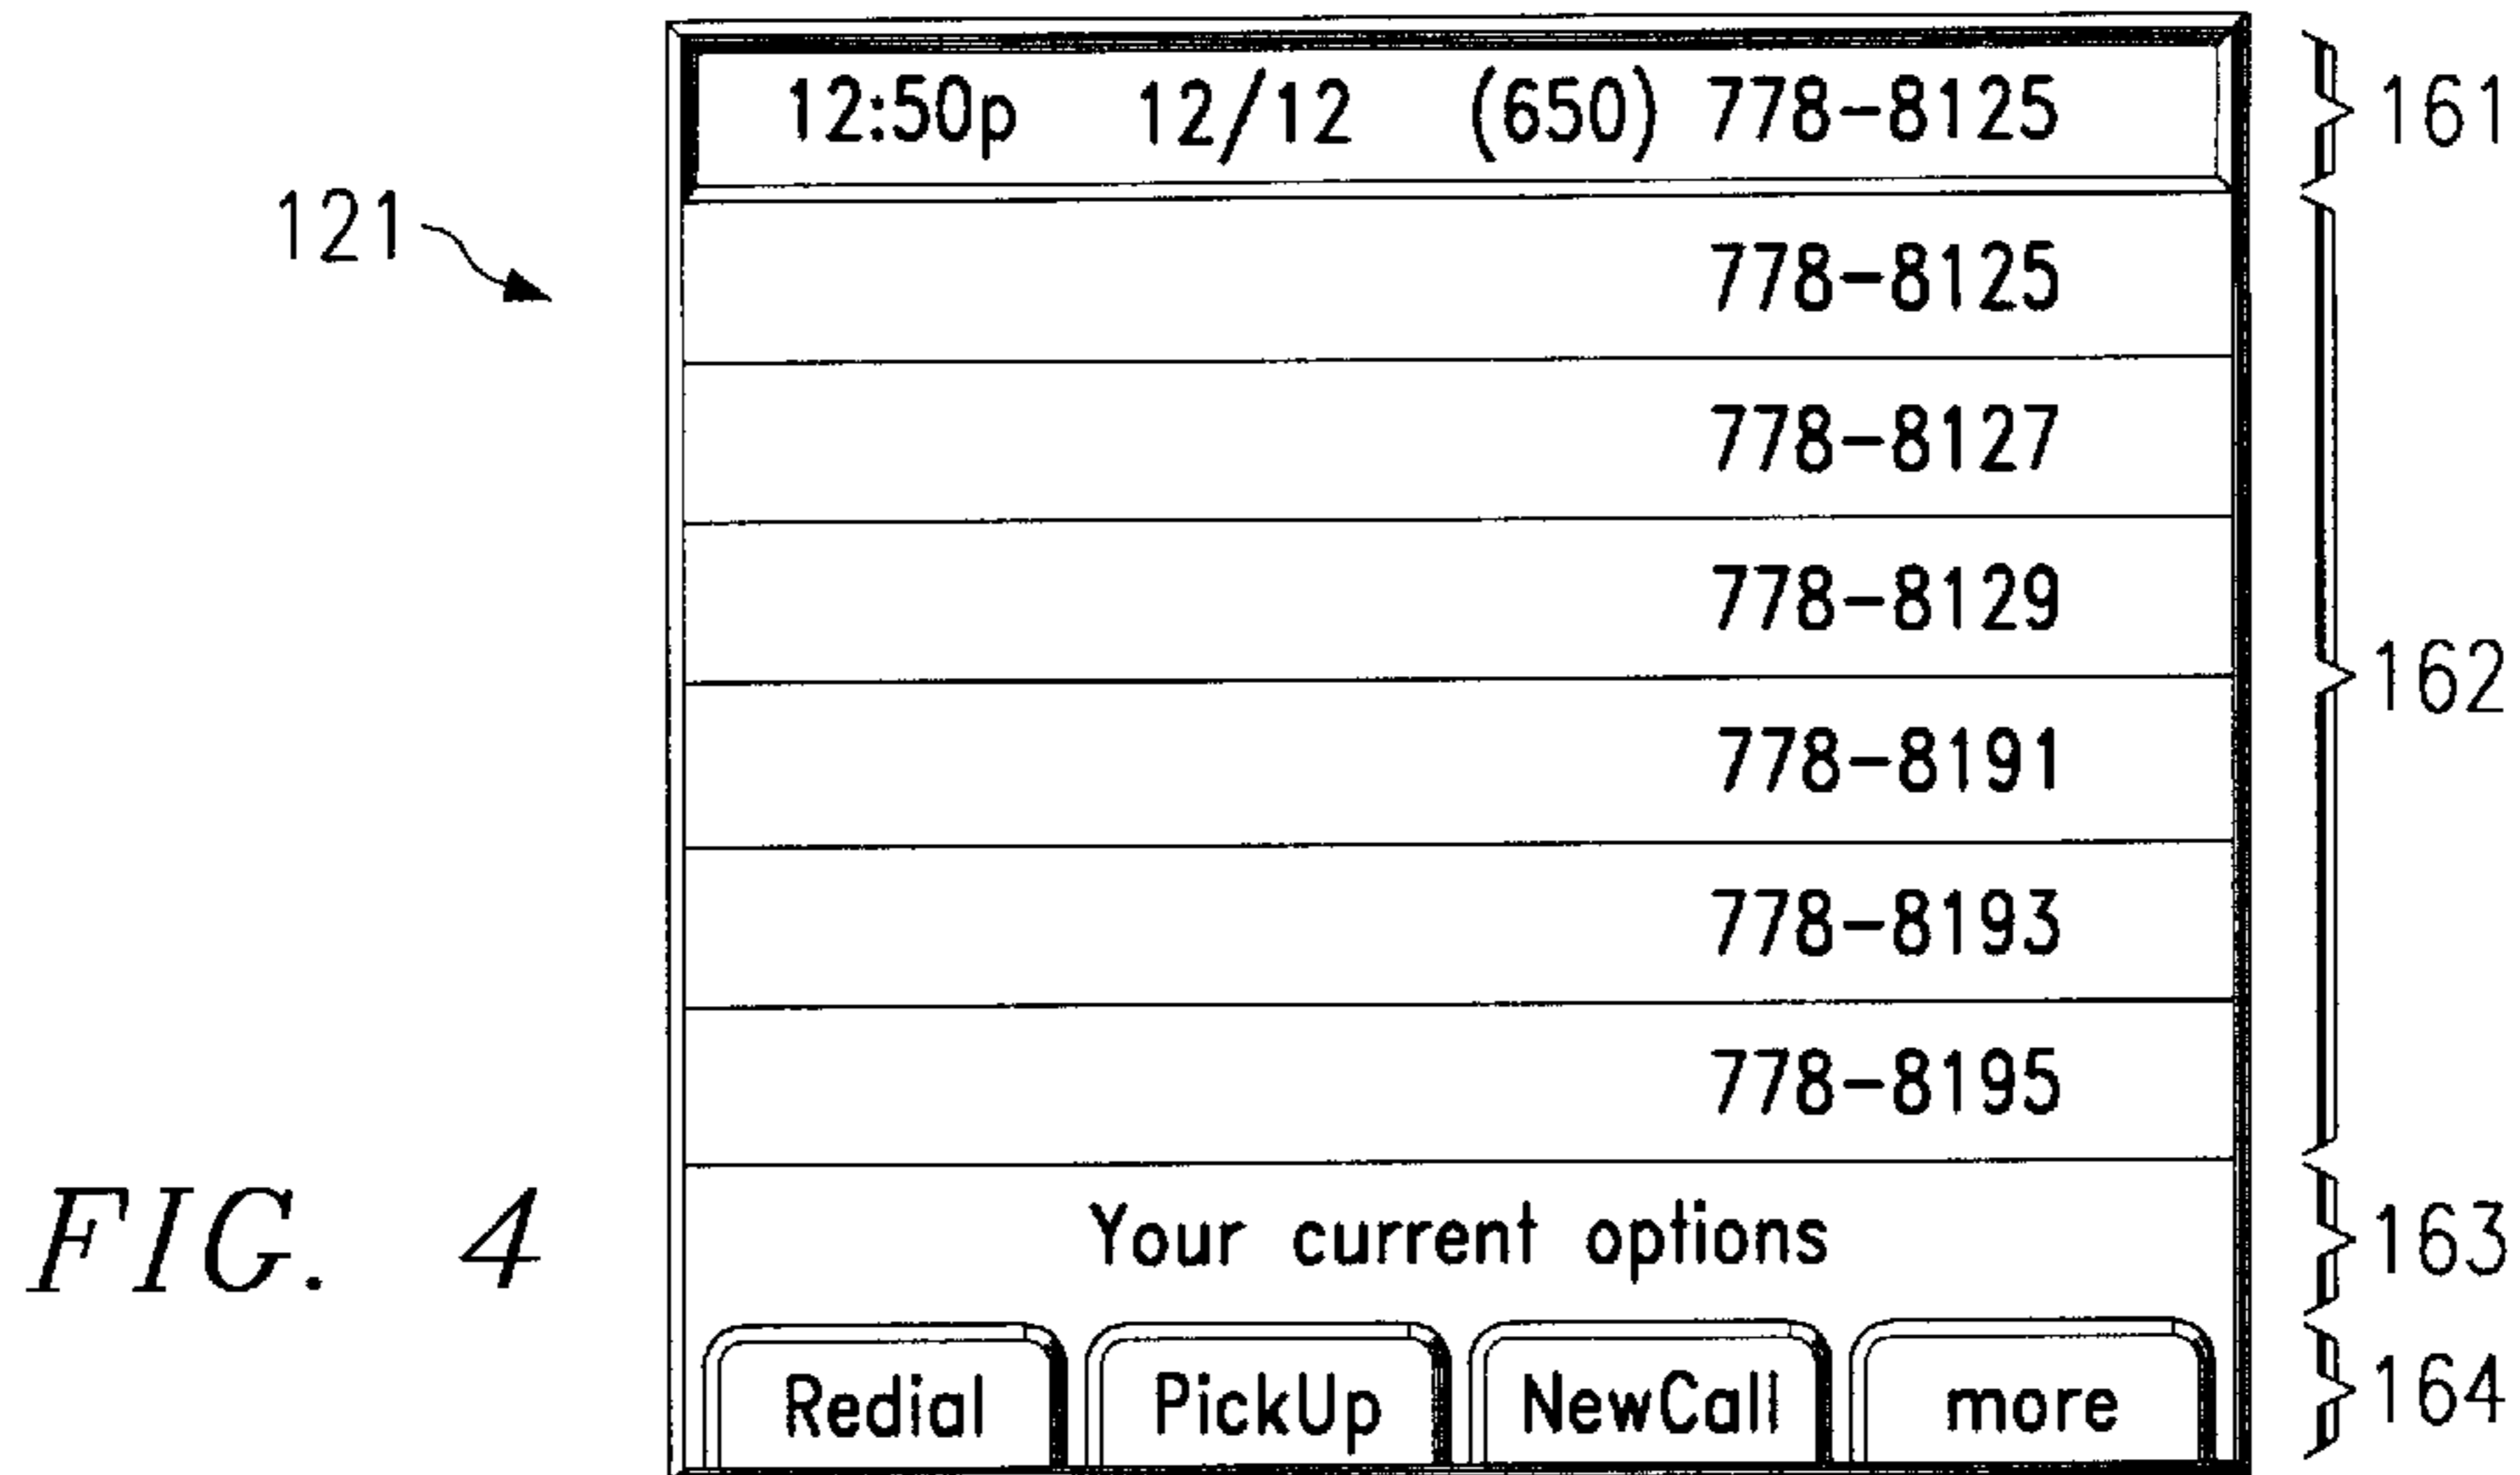 12:50p 12/12 (650) 778-8125 161
121
778-8125
778-8127
778-8129
162
778-8191
778-8193
778-8195
FIG. 4
Your current options 163
Redial PickUp NewCall more 164